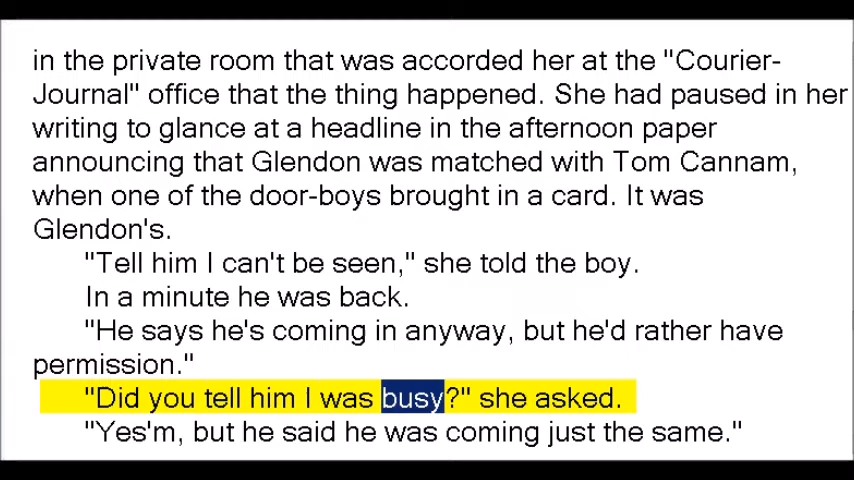 in the private room that was accorded her at the "Courier-
Journal" office that the thing happened. She had paused in her
writing to glance at a headline in the afternoon paper
announcing that Glendon was matched with Tom Cannam,
when one of the door-boys brought in a card. It was
Glendon's.
"Tell him I can't be seen," she told the boy.
In a minute he was back.
"He says he's coming in anyway, but he'd rather have
permission."
"Did you tell him I was busy?" she asked.
"Yes'm, but he said he was coming just the same."